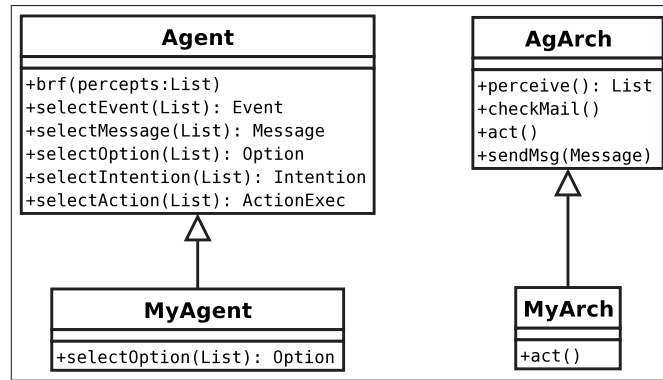 Agent
+brf(percepts:List)
+selectEvent(List): Event
+selectMessage(List): Message
+selectOption(List): Option
+selectIntention(List): Intention
+selectAction(List): ActionExec
AgArch
+perceive(): List
+checkMail()
+act()
+sendMsg(Message)
MyAgent
+selectOption(List): Option
MyArch
+act()